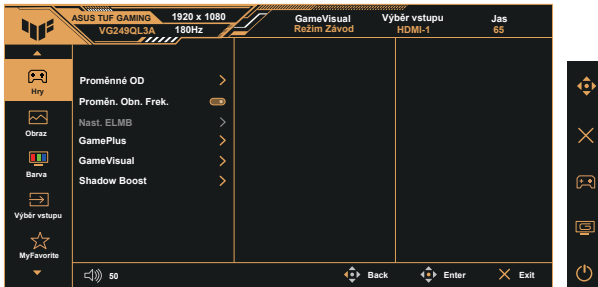 ASUS TUF GAMING 1920 x 1080
VG249QL3A 180Hz
GameVisual
Režim Závod
Výběr vstupu
HDMI-1
Jas
65
Hry
Obraz
Barva
Výběr vstupu
MyFavorite
Proměnné OD
Proměn. Obn. Frek.
Nast. ELMB
GamePlus
GameVisual
Shadow Boost
50
Back
Enter
Exit